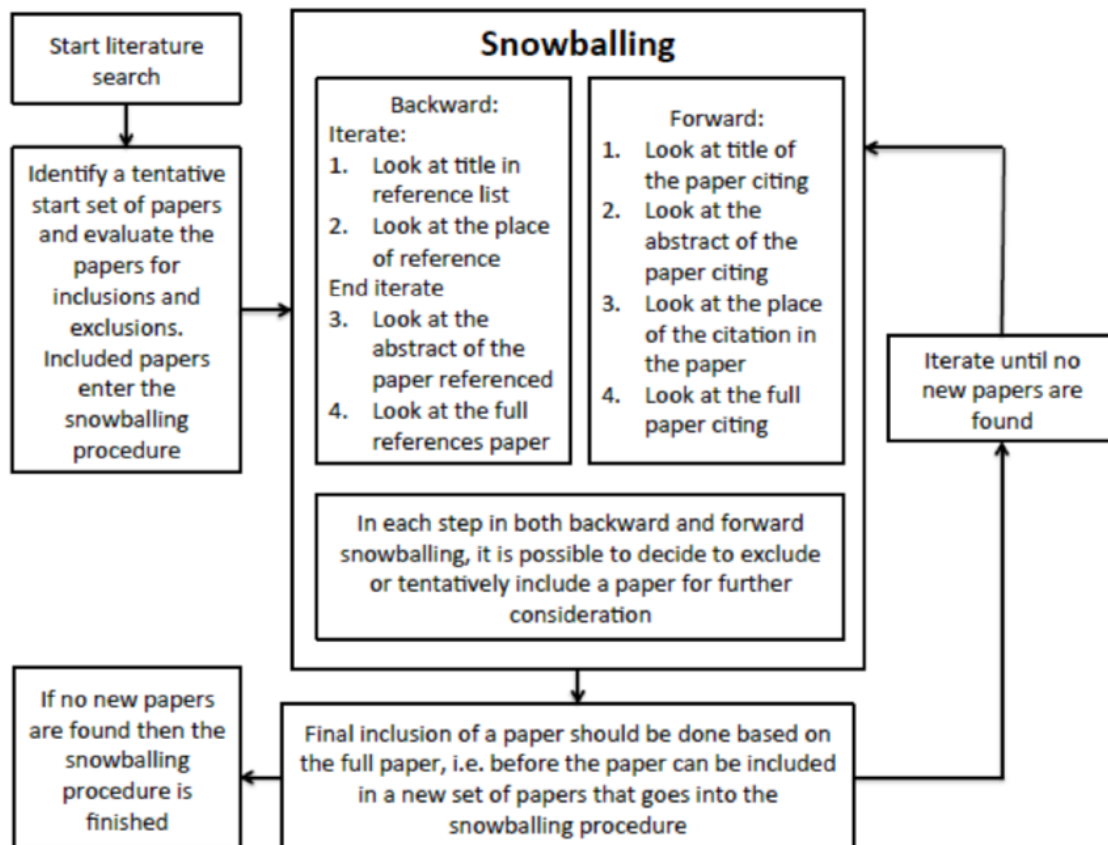 Start literature
search
Identify a tentative
start set of papers
and evaluate the
papers for
inclusions and
exclusions.
Included papers
enter the
snowballing
procedure
Snowballing
Backward:
Iterate:
1. Look at title in
reference list
2. Look at the place
of reference
End iterate
3. Look at the
abstract of the
paper referenced
4. Look at the full
references paper
Forward:
1. Look at title of
the paper citing
2. Look at the
abstract of the
paper citing
3. Look at the place
of the citation in
the paper
4. Look at the full
paper citing
In each step in both backward and forward
snowballing, it is possible to decide to exclude
or tentatively include a paper for further
consideration
Iterate until no
new papers are
found
Final inclusion of a paper should be done based on
the full paper, i.e. before the paper can be included
in a new set of papers that goes into the
snowballing procedure
If no new papers
are found then the
snowballing
procedure is
finished